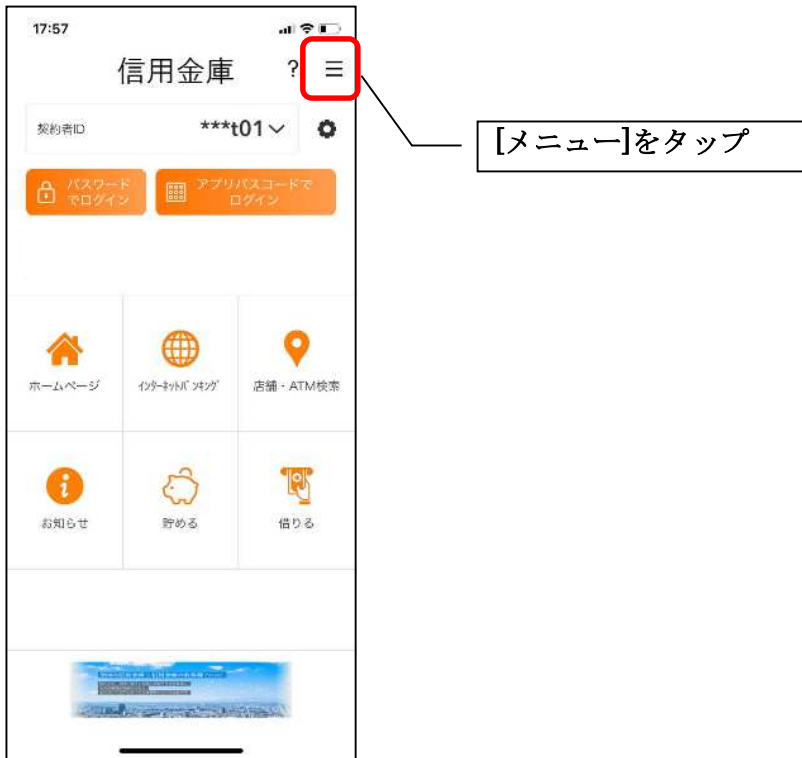 17:57
信用金庫 ? ☰
契約者ID ***t01
[メニュー]をタップ
パスワード
でログイン
アプリパスコードで
ログイン
ホームページ
インターネットバンキング
店舗・ATM検索
お知らせ
貯める
借りる